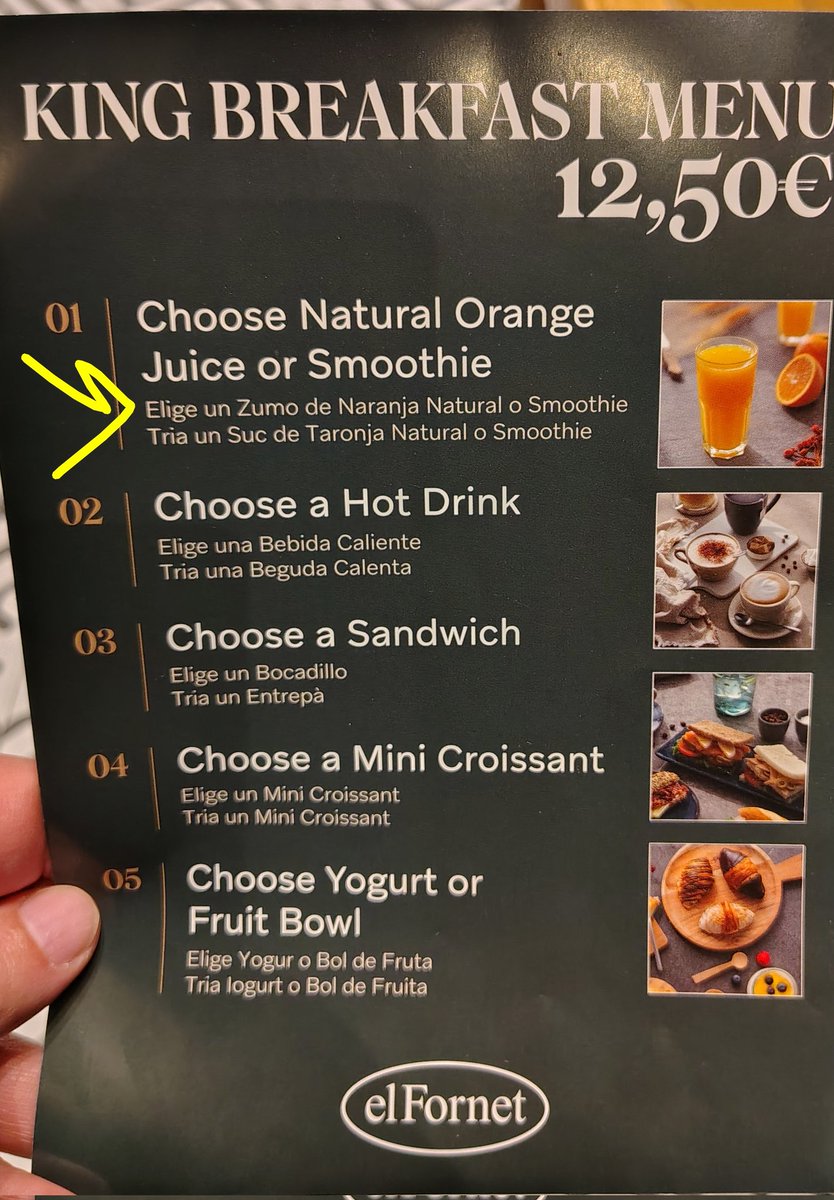 KING BREAKFAST MENU
12,50€
01
Choose Natural Orange
Juice or Smoothie
Elige un Zumo de Naranja Natural o Smoothie
Tria un Suc de Taronja Natural o Smoothie
02
Choose a Hot Drink
Elige una Bebida Caliente
Tria una Beguda Calenta
03
Choose a Sandwich
Elige un Bocadillo
Tria un Entrepà
04
Choose a Mini Croissant
Elige un Mini Croissant
Tria un Mini Croissant
05
Choose Yogurt or
Fruit Bowl
Elige Yogur o Bol de Fruta
Tria Iogurt o Bol de Fruita
elFornet